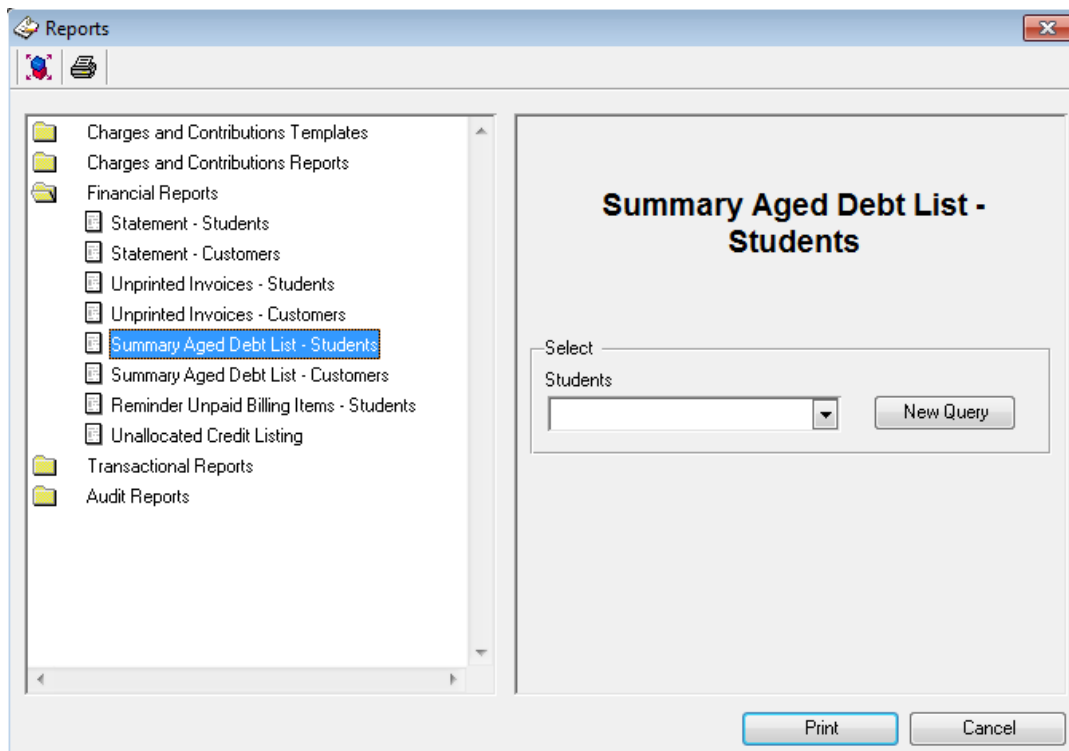 Reports
Charges and Contributions Templates
Charges and Contributions Reports
Financial Reports
Statement - Students
Statement - Customers
Unprinted Invoices - Students
Unprinted Invoices - Customers
Summary Aged Debt List - Students
Summary Aged Debt List - Customers
Reminder Unpaid Billing Items - Students
Unallocated Credit Listing
Transactional Reports
Audit Reports
Summary Aged Debt List -
Students
Select
Students
New Query
Print
Cancel